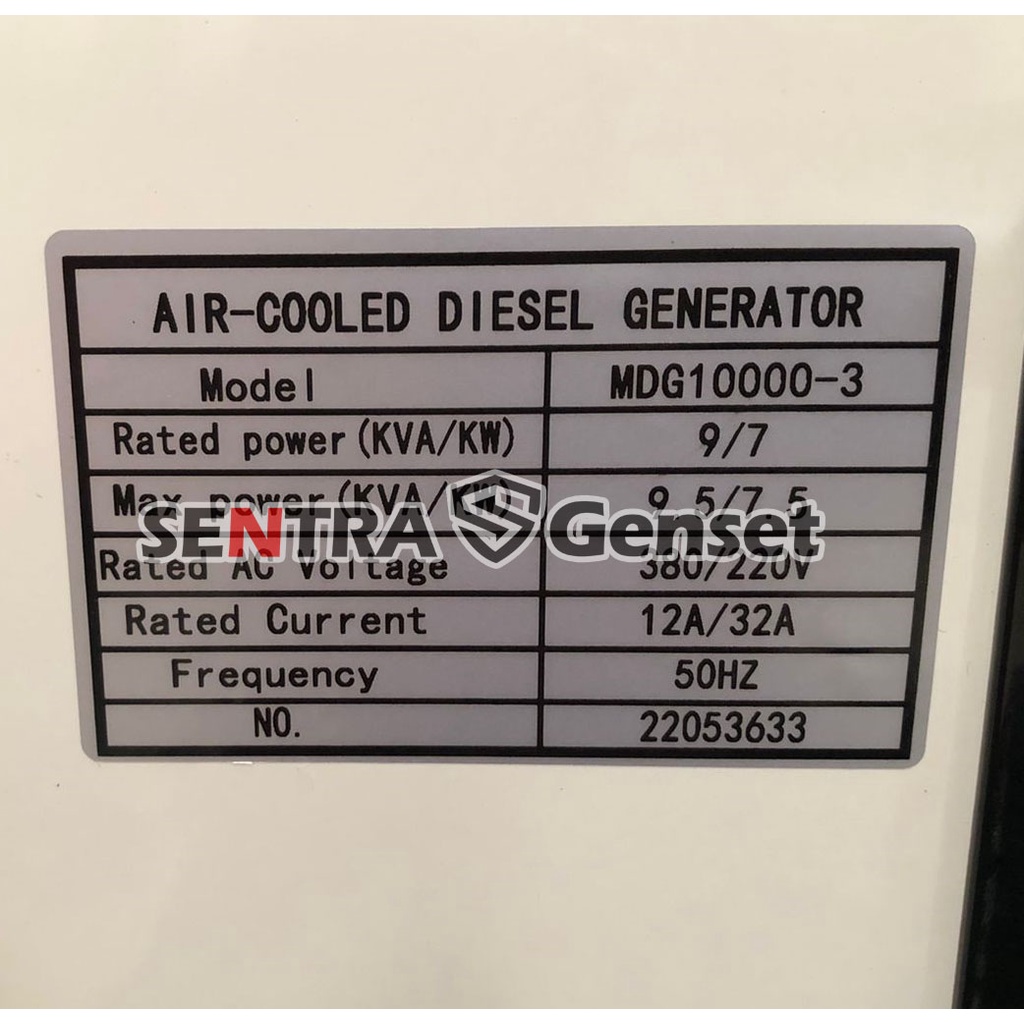 AIR-COOLED DIESEL GENERATOR
Model MDG10000-3
Rated power(KVA/KW) 9/7
Max power(KVA/KW) 9.5/7.5
SENTRA Genset
Rated AC Voltage 380/220V
Rated Current 12A/32A
Frequency 50HZ
NO. 22053633